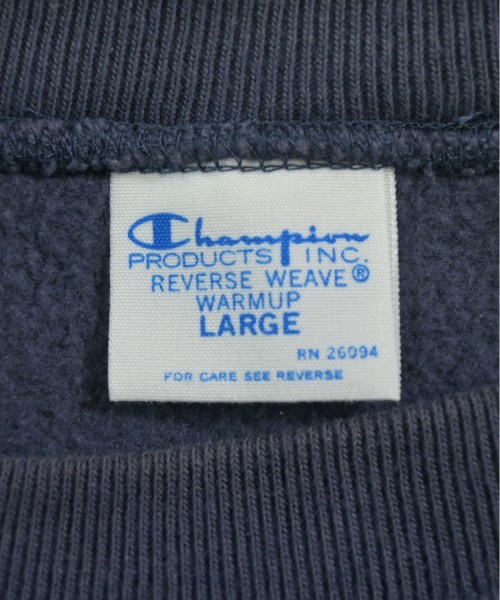 Champion
PRODUCTS INC.
REVERSE WEAVE®
WARMUP
LARGE
RN 26094
FOR CARE SEE REVERSE